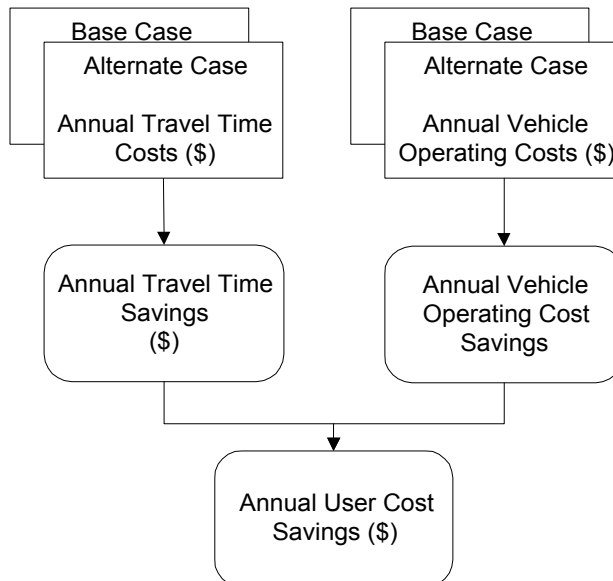 Base Case
Alternate Case
Annual Travel Time
Costs ($)
Base Case
Alternate Case
Annual Vehicle
Operating Costs ($)
Annual Travel Time
Savings
($)
Annual Vehicle
Operating Cost
Savings
Annual User Cost
Savings ($)